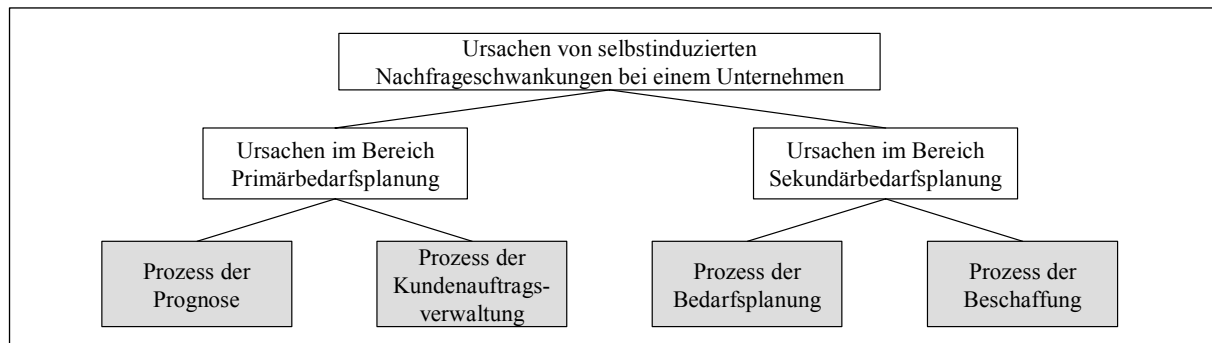 Ursachen von selbstinduzierten
Nachfrageschwankungen bei einem Unternehmen
Ursachen im Bereich
Primärbedarfsplanung
Ursachen im Bereich
Sekundärbedarfsplanung
Prozess der
Prognose
Prozess der
Kundenauftrags-
verwaltung
Prozess der
Bedarfsplanung
Prozess der
Beschaffung